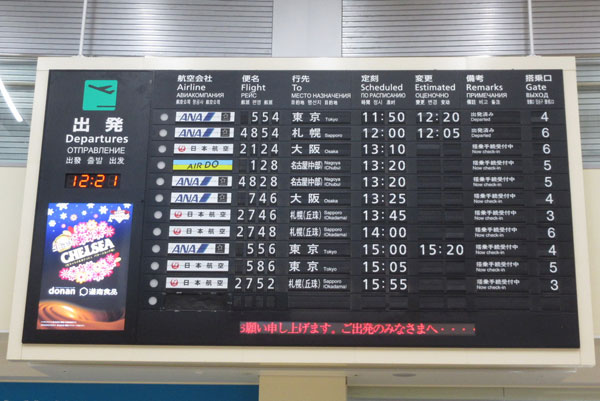 出発
Departures
ОТПРАВЛЕНИЕ
出發 출발 出发
12:21
CHELSEA
donan 道南食品
航空会社 便名 行先 定刻 変更 備考 搭乗口
Airline Flight To Scheduled Estimated Remarks Gate
АВИАКОМПАНИЯ РЕЙС МЕСТО НАЗНАЧЕНИЯ ПО РАСПИСАНИЮ ОЦЕНОЧНО ПРИМЕЧАНИЯ ВЫХОД
ANA 554 東京 Tokyo 11:50 12:20 出発済み Departed 4
ANA 4854 札幌 Sapporo 12:00 12:05 出発済み Departed 6
日本航空 2124 大阪 Osaka 13:10 搭乗手続受付中 Now check-in 6
AIR DO 128 名古屋(中部) Nagoya (Chubu) 13:20 搭乗手続受付中 Now check-in 5
ANA 4828 名古屋(中部) Nagoya (Chubu) 13:20 搭乗手続受付中 Now check-in 5
ANA 746 大阪 Osaka 13:25 搭乗手続受付中 Now check-in 4
日本航空 2746 札幌(丘珠) Sapporo (Okadama) 13:45 搭乗手続受付中 Now check-in 3
日本航空 2748 札幌(丘珠) Sapporo (Okadama) 14:00 搭乗手続受付中 Now check-in 6
ANA 556 東京 Tokyo 15:00 15:20 搭乗手続受付中 Now check-in 4
日本航空 586 東京 Tokyo 15:05 搭乗手続受付中 Now check-in 5
日本航空 2752 札幌(丘珠) Sapporo (Okadama) 15:55 搭乗手続受付中 Now check-in 3
お願い申し上げます。ご出発のみなさまへ・・・・